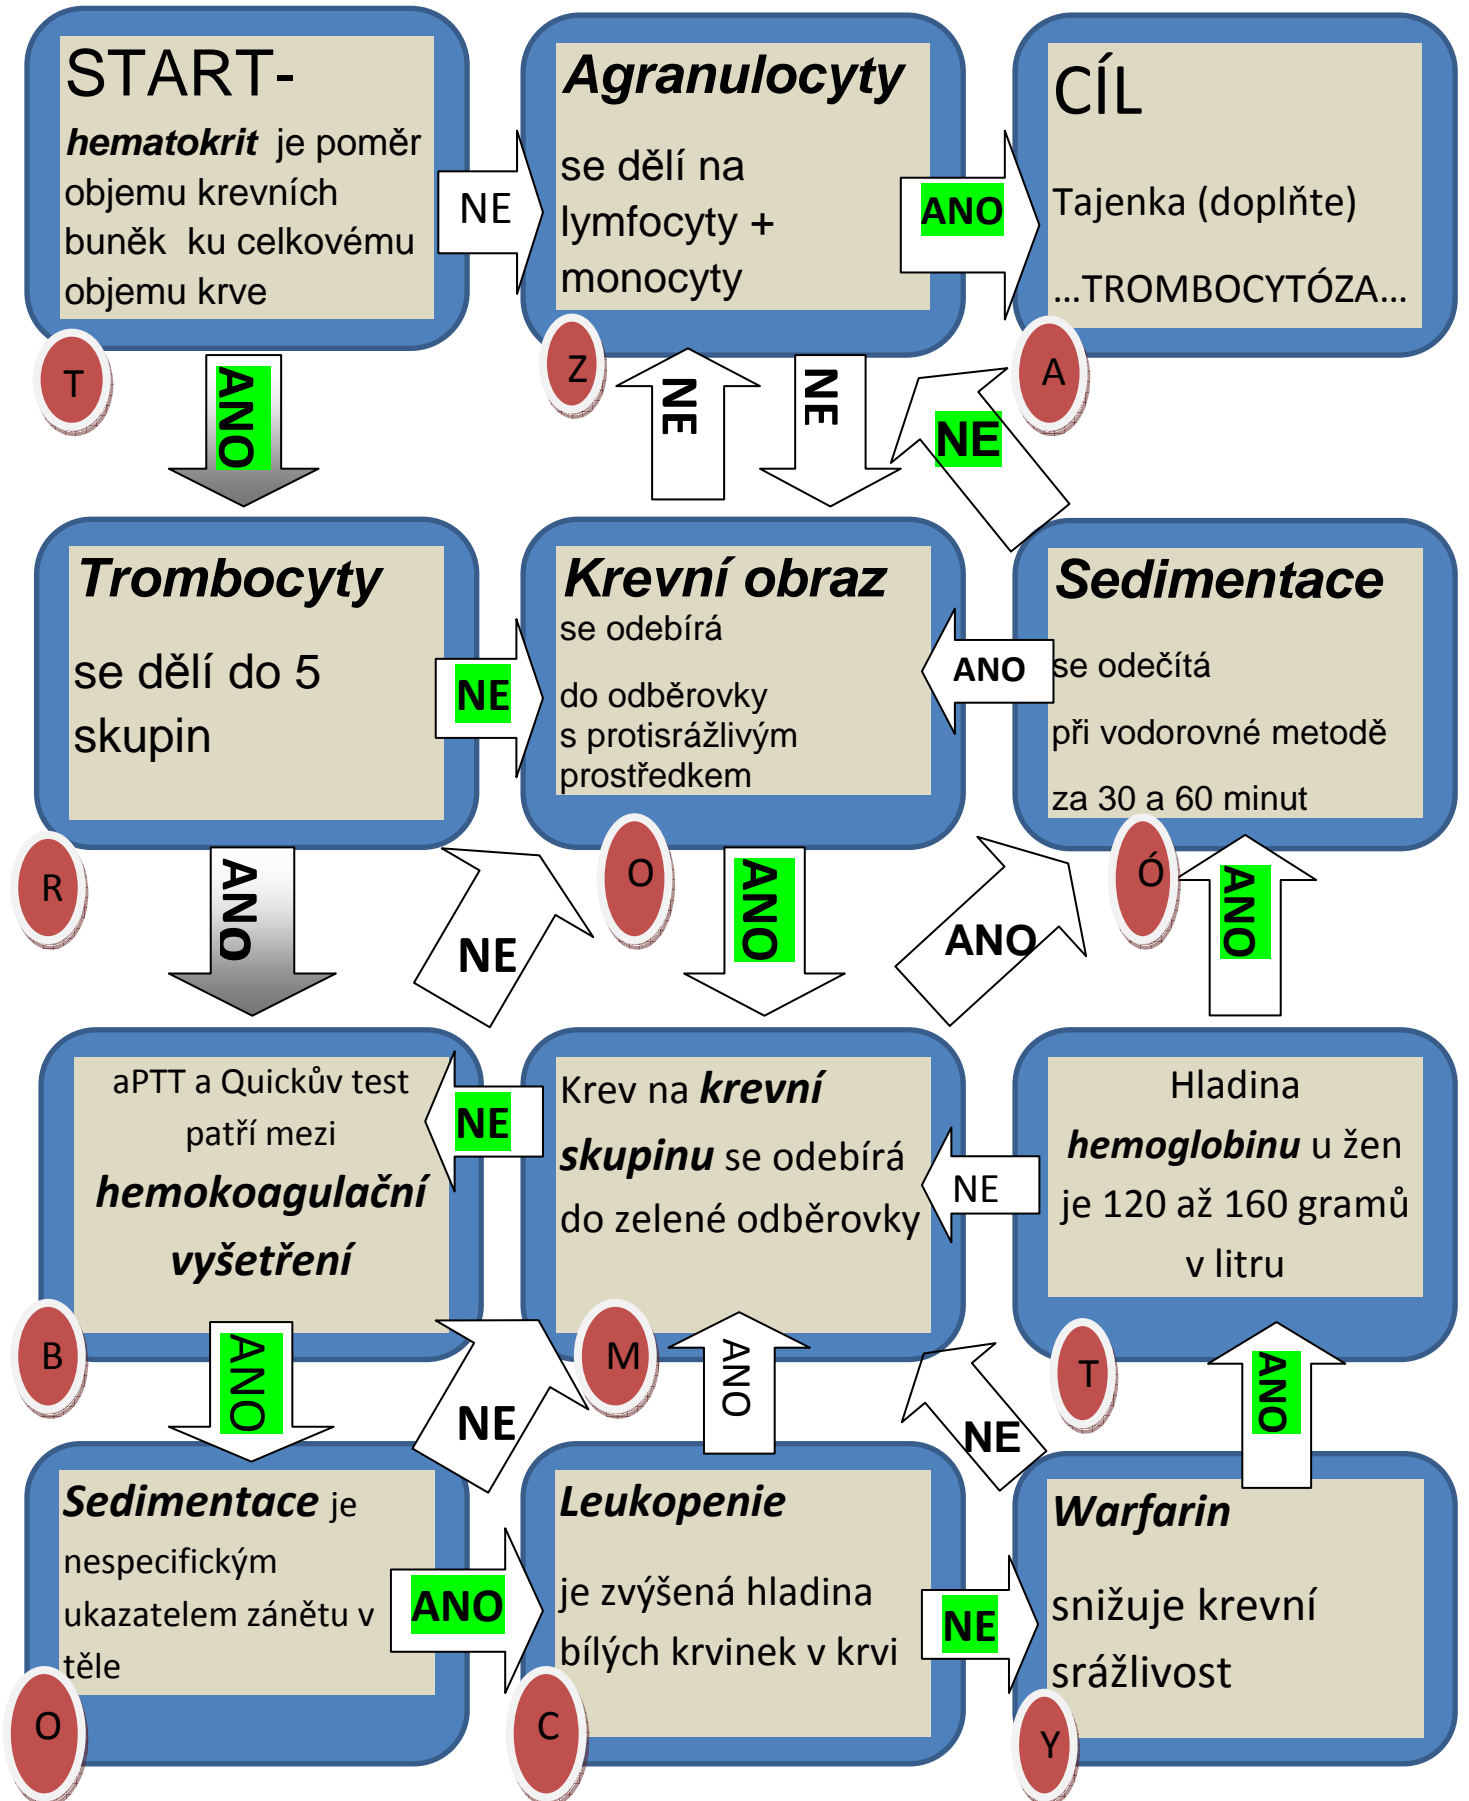 START-
hematokrit je poměr
objemu krevních
buněk ku celkovému
objemu krve
T
NE
Agranulocyty
se dělí na
lymfocyty +
monocyty
Z
ANO
CÍL
Tajenka (doplňte)
...TROMBOCYTÓZA...
A
ANO
NE
NE
NE
Trombocyty
se dělí do 5
skupin
R
NE
Krevní obraz
se odebírá
do odběrovky
s protisrážlivým
prostředkem
O
ANO
Sedimentace
se odečítá
při vodorovné metodě
za 30 a 60 minut
Ó
ANO
NE
ANO
ANO
ANO
aPTT a Quickův test
patří mezi
hemokoagulační
vyšetření
B
NE
Krev na krevní
skupinu se odebírá
do zelené odběrovky
M
NE
Hladina
hemoglobinu u žen
je 120 až 160 gramů
v litru
T
ANO
NE
ANO
NE
ANO
Sedimentace je
nespecifickým
ukazatelem zánětu v
těle
O
ANO
Leukopenie
je zvýšená hladina
bílých krvinek v krvi
C
NE
Warfarin
snižuje krevní
srážlivost
Y